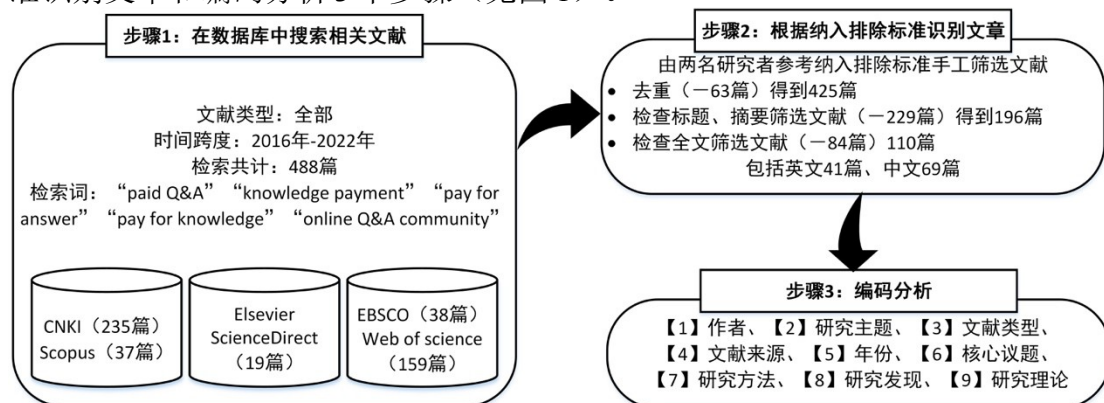 步骤1：在数据库中搜索相关文献
文献类型：全部
时间跨度：2016年-2022年
检索共计：488篇
检索词： “paid Q&A” “knowledge payment” “pay for
answer” “pay for knowledge” “online Q&A community”
CNKI（235篇）
Scopus（37篇）
Elsevier
ScienceDirect
（19篇）
EBSCO（38篇）
Web of science
（159篇）
步骤2：根据纳入排除标准识别文章
由两名研究者参考纳入排除标准手工筛选文献
• 去重（－63篇）得到425篇
• 检查标题、摘要筛选文献（－229篇）得到196篇
• 检查全文筛选文献（－84篇）110篇
包括英文41篇、中文69篇
步骤3：编码分析
【1】作者、【2】研究主题、【3】文献类型、
【4】文献来源、【5】年份、【6】核心议题、
【7】研究方法、【8】研究发现、【9】研究理论